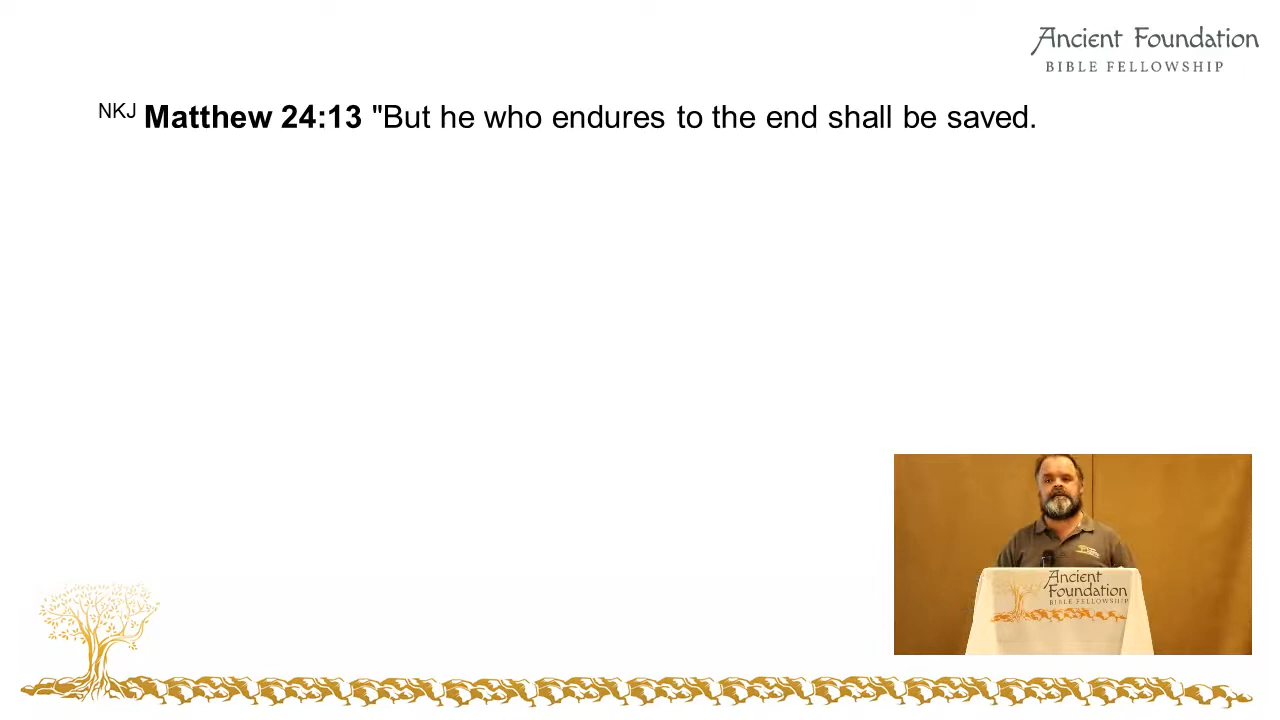 Ancient Foundation
BIBLE FELLOWSHIP
NKJ Matthew 24:13 "But he who endures to the end shall be saved.
Ancient
Foundation
BIBLE FELLOWSHIP